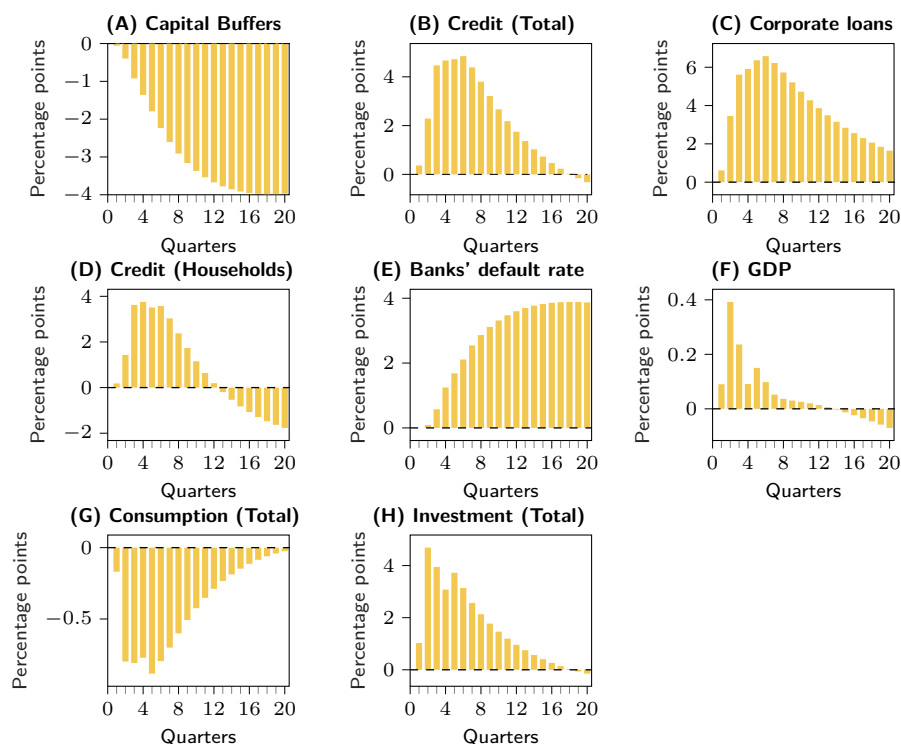 (A) Capital Buffers
Percentage points
0
−1
−2
−3
−4
0 4 8 12 16 20
Quarters
(B) Credit (Total)
Percentage points
4
2
0
0 4 8 12 16 20
Quarters
(C) Corporate loans
Percentage points
6
4
2
0
0 4 8 12 16 20
Quarters
(D) Credit (Households)
Percentage points
4
2
0
−2
0 4 8 12 16 20
Quarters
(E) Banks' default rate
Percentage points
4
2
0
0 4 8 12 16 20
Quarters
(F) GDP
Percentage points
0.4
0.2
0
0 4 8 12 16 20
Quarters
(G) Consumption (Total)
Percentage points
0
−0.5
0 4 8 12 16 20
Quarters
(H) Investment (Total)
Percentage points
4
2
0
0 4 8 12 16 20
Quarters